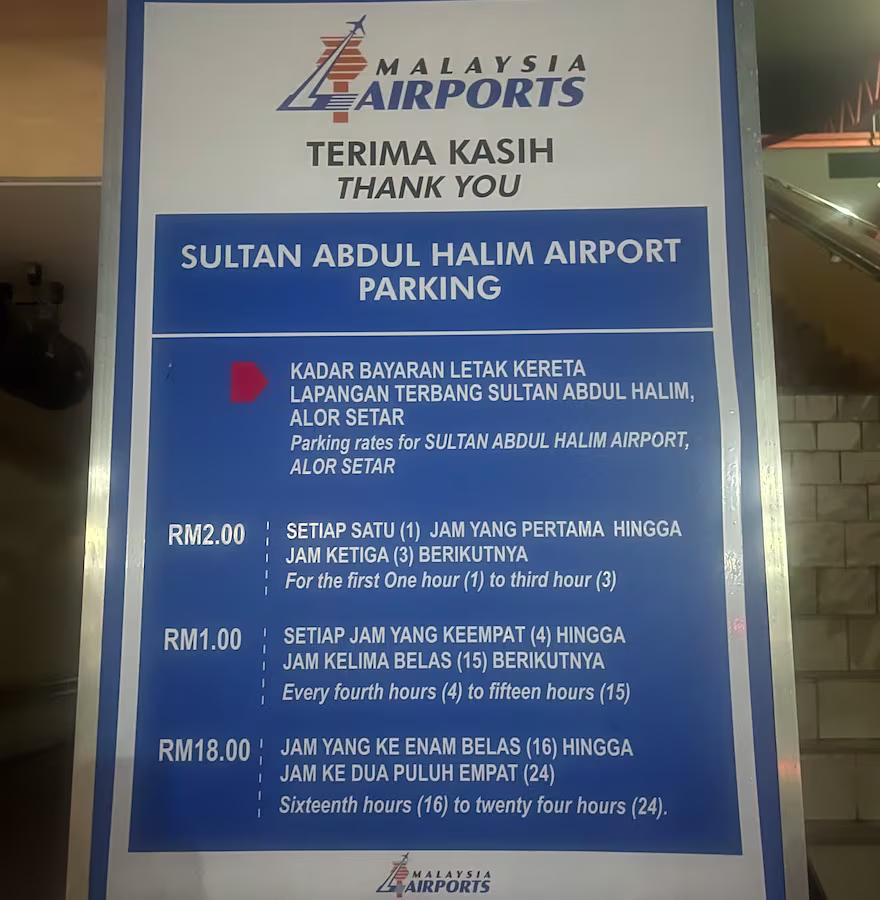 MALAYSIA
AIRPORTS
TERIMA KASIH
THANK YOU
SULTAN ABDUL HALIM AIRPORT
PARKING
KADAR BAYARAN LETAK KERETA
LAPANGAN TERBANG SULTAN ABDUL HALIM,
ALOR SETAR
Parking rates for SULTAN ABDUL HALIM AIRPORT,
ALOR SETAR
RM2.00
SETIAP SATU (1) JAM YANG PERTAMA HINGGA
JAM KETIGA (3) BERIKUTNYA
For the first One hour (1) to third hour (3)
RM1.00
SETIAP JAM YANG KEEMPAT (4) HINGGA
JAM KELIMA BELAS (15) BERIKUTNYA
Every fourth hours (4) to fifteen hours (15)
RM18.00
JAM YANG KE ENAM BELAS (16) HINGGA
JAM KE DUA PULUH EMPAT (24)
Sixteenth hours (16) to twenty four hours (24).
MALAYSIA
AIRPORTS